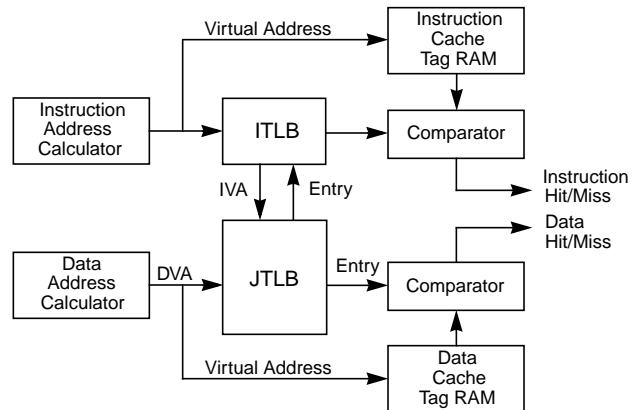 Virtual Address
Instruction
Cache
Tag RAM
Instruction
Address
Calculator
ITLB
Comparator
IVA
Entry
Instruction
Hit/Miss
Data
Hit/Miss
Data
Address
Calculator
DVA
JTLB
Entry
Comparator
Virtual Address
Data
Cache
Tag RAM